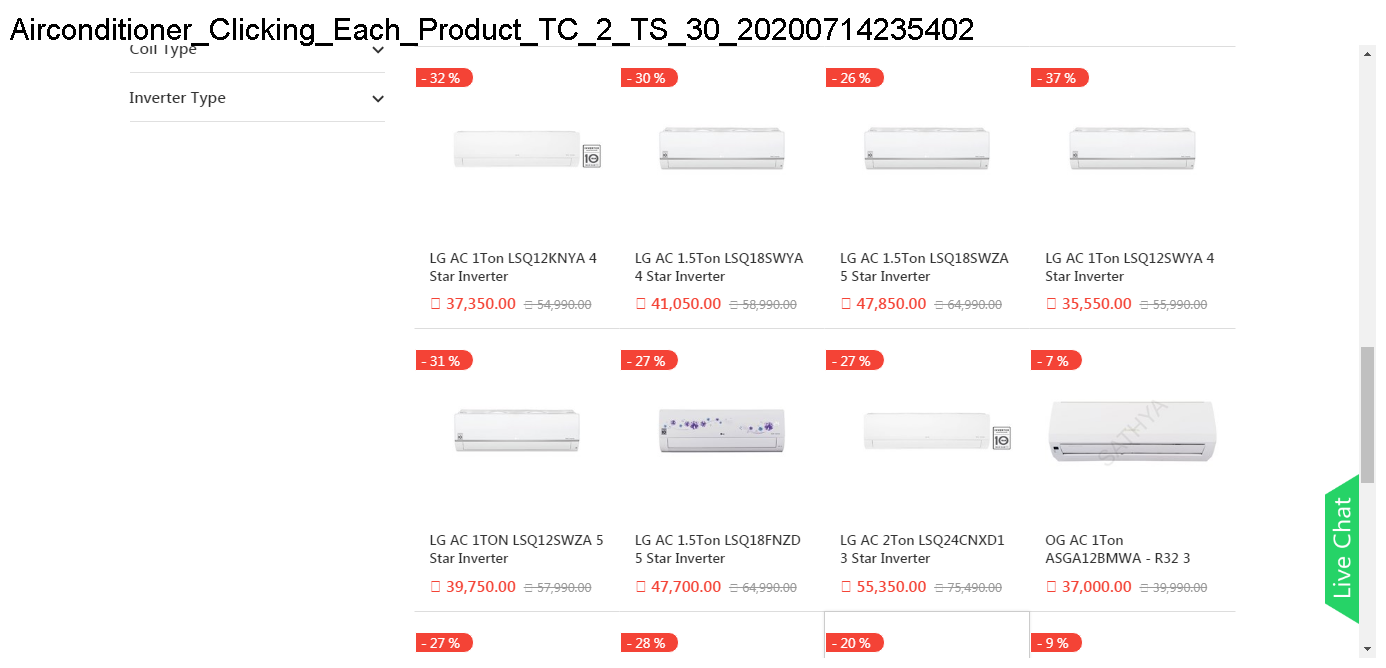 Airconditioner_Clicking_Each_Product_TC_2_TS_30_20200714235402
Coil Type
Inverter Type
- 32 %
- 30 %
- 26 %
- 37 %
LG AC 1Ton LSQ12KNYA 4
Star Inverter
37,350.00 54,990.00
LG AC 1.5Ton LSQ18SWYA
4 Star Inverter
41,050.00 58,990.00
LG AC 1.5Ton LSQ18SWZA
5 Star Inverter
47,850.00 64,990.00
LG AC 1Ton LSQ12SWYA 4
Star Inverter
35,550.00 55,990.00
- 31 %
- 27 %
- 27 %
- 7 %
SATHYA
LG AC 1TON LSQ12SWZA 5
Star Inverter
39,750.00 57,990.00
LG AC 1.5Ton LSQ18FNZD
5 Star Inverter
47,700.00 64,990.00
LG AC 2Ton LSQ24CNXD1
3 Star Inverter
55,350.00 75,490.00
OG AC 1Ton
ASGA12BMWA - R32 3
37,000.00 39,990.00
- 27 %
- 28 %
- 20 %
- 9 %
Live Chat